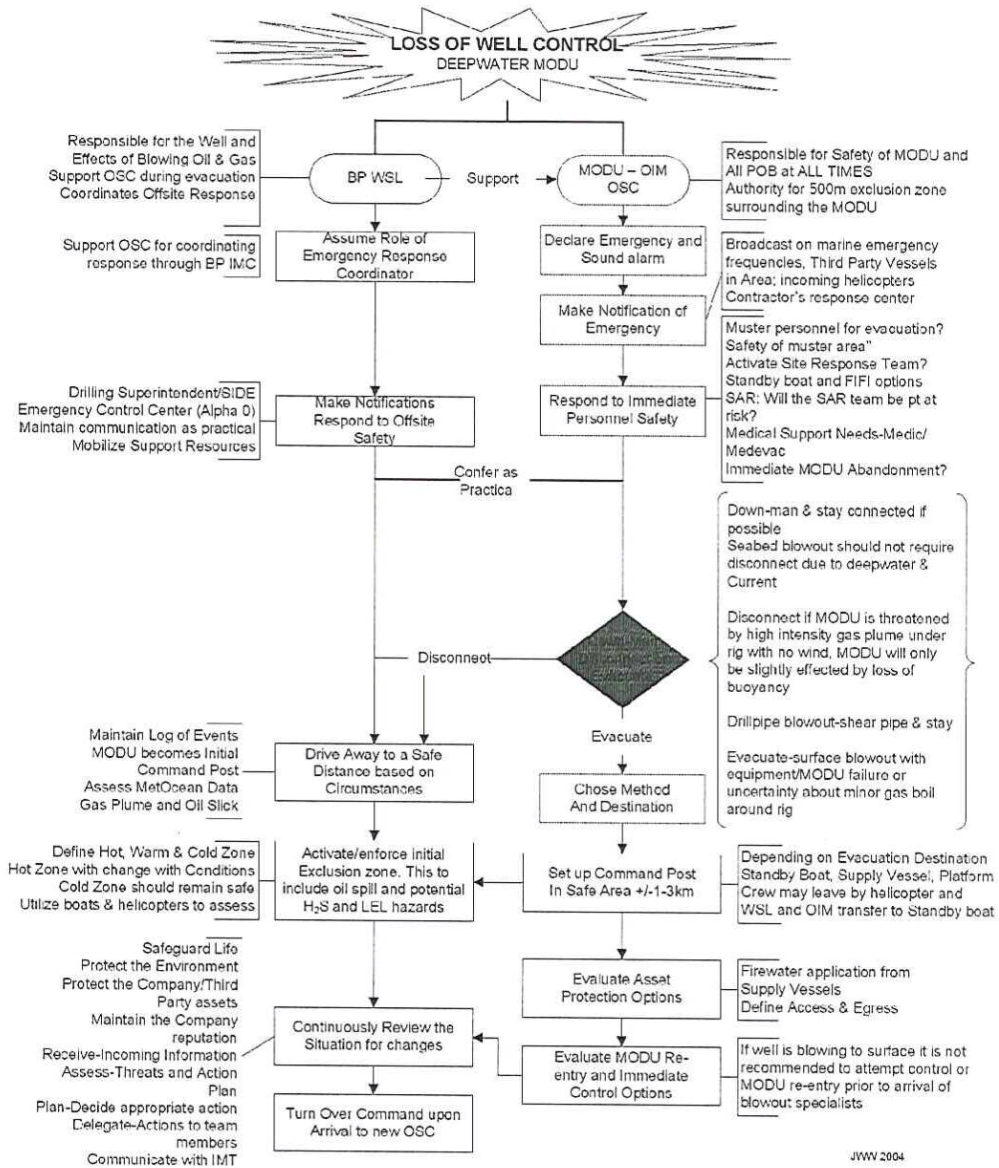 LOSS OF WELL CONTROL
DEEPWATER MODU
Responsible for the Well and
Effects of Blowing Oil & Gas
Support OSC during evacuation
Coordinates Offsite Response
BP WSL
Support
MODU – OIM
OSC
Responsible for Safety of MODU and
All POB at ALL TIMES
Authority for 500m exclusion zone
surrounding the MODU
Support OSC for coordinating
response through BP IMC
Assume Role of
Emergency Response
Coordinator
Declare Emergency and
Sound alarm
Broadcast on marine emergency
frequencies, Third Party Vessels
in Area; incoming helicopters
Contractor's response center
Make Notification of
Emergency
Muster personnel for evacuation?
Safety of muster area"
Activate Site Response Team?
Standby boat and FIFI options
SAR: Will the SAR team be pt at
risk?
Medical Support Needs-Medic/
Medevac
Immediate MODU Abandonment?
Drilling Superintendent/SIDE
Emergency Control Center (Alpha 0)
Maintain communication as practical
Mobilize Support Resources
Make Notifications
Respond to Offsite
Safety
Respond to Immediate
Personnel Safety
Confer as
Practica
Down-man & stay connected if
possible
Seabed blowout should not require
disconnect due to deepwater &
Current
Disconnect if MODU is threatened
by high intensity gas plume under
rig with no wind, MODU will only
be slightly effected by loss of
buoyancy
Drillpipe blowout-shear pipe & stay
Evacuate-surface blowout with
equipment/MODU failure or
uncertainty about minor gas boil
around rig
Disconnect
Evacuate
Maintain Log of Events
MODU becomes Initial
Command Post
Assess MetOcean Data
Gas Plume and Oil Slick
Drive Away to a Safe
Distance based on
Circumstances
Chose Method
And Destination
Define Hot, Warm & Cold Zone
Hot Zone with change with Conditions
Cold Zone should remain safe
Utilize boats & helicopters to assess
Activate/enforce initial
Exclusion zone. This to
include oil spill and potential
H₂S and LEL hazards
Set up Command Post
In Safe Area +/-1-3km
Depending on Evacuation Destination
Standby Boat, Supply Vessel, Platform
Crew may leave by helicopter and
WSL and OIM transfer to Standby boat
Safeguard Life
Protect the Environment
Protect the Company/Third
Party assets
Maintain the Company
reputation
Receive-Incoming Information
Assess-Threats and Action
Plan
Plan-Decide appropriate action
Delegate-Actions to team
members
Communicate with IMT
Evaluate Asset
Protection Options
Firewater application from
Supply Vessels
Define Access & Egress
Continuously Review the
Situation for changes
Evaluate MODU Re-
entry and Immediate
Control Options
If well is blowing to surface it is not
recommended to attempt control or
MODU re-entry prior to arrival of
blowout specialists
Turn Over Command upon
Arrival to new OSC
JWW 2004